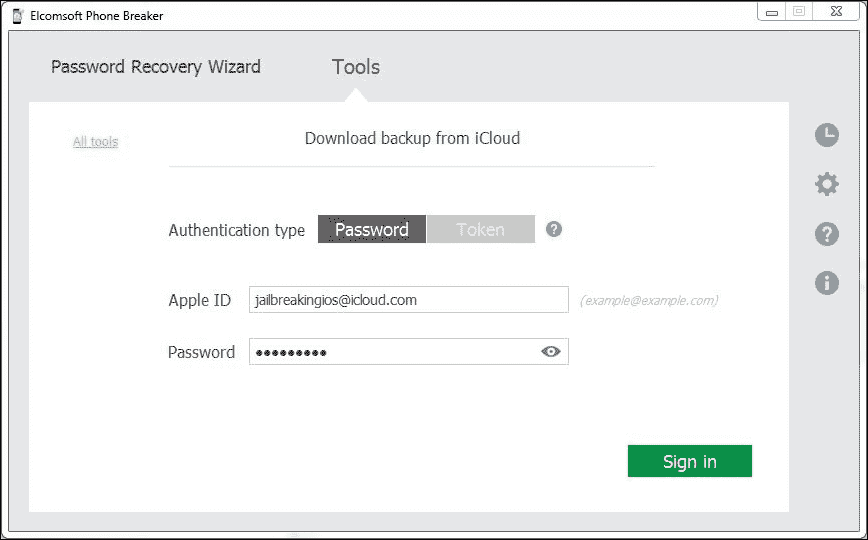 Elcomsoft Phone Breaker
Password Recovery Wizard Tools
All tools
Download backup from iCloud
Authentication type Password Token ?
Apple ID jailbreakingios@icloud.com (example@example.com)
Password •••••••••
Sign in